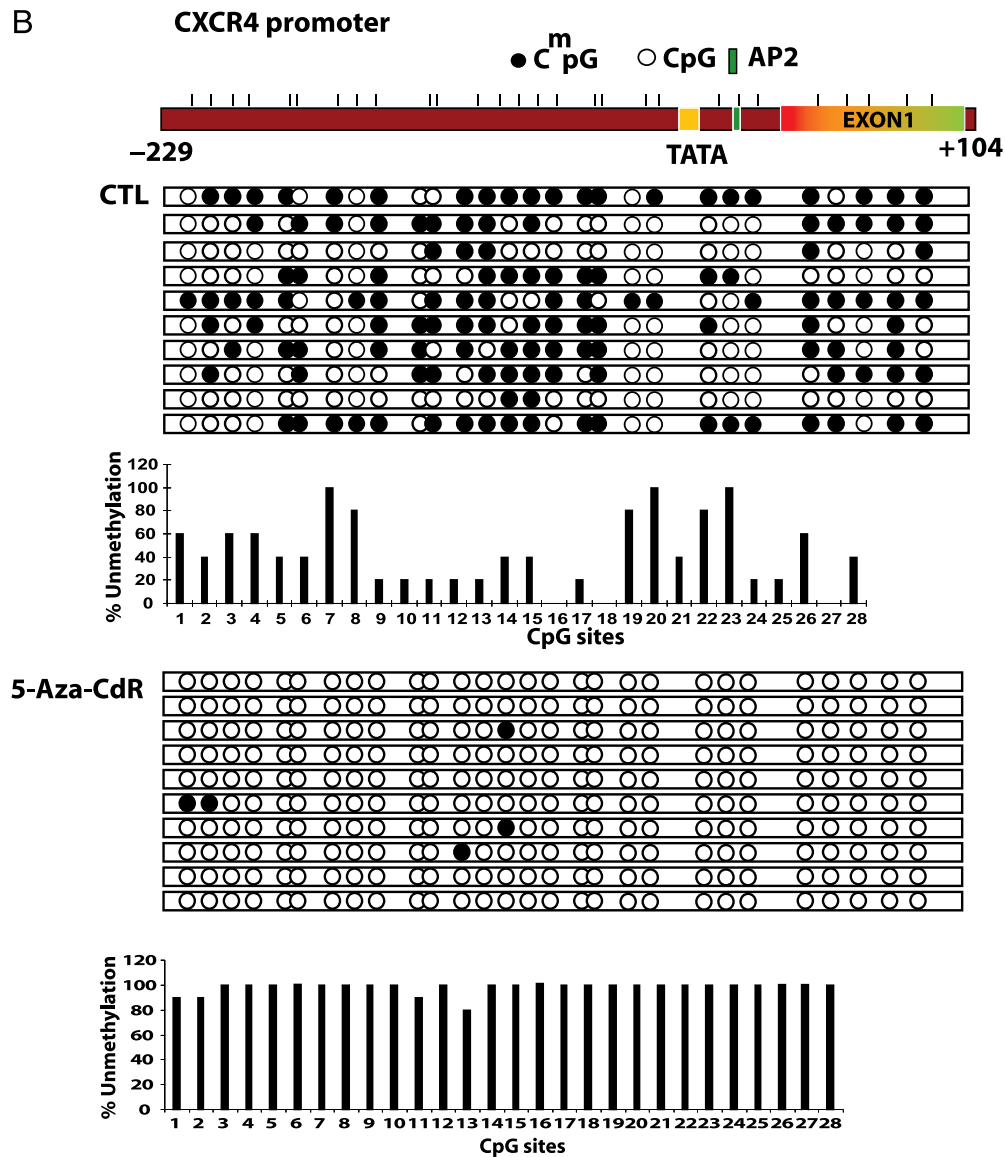 B
CXCR4 promoter
CmpG CpG AP2
EXON1
−229 TATA +104
CTL
% Unmethylation
120
100
80
60
40
20
0
1 2 3 4 5 6 7 8 9 10 11 12 13 14 15 16 17 18 19 20 21 22 23 24 25 26 27 28
CpG sites
5-Aza-CdR
% Unmethylation
120
100
80
60
40
20
0
1 2 3 4 5 6 7 8 9 10 11 12 13 14 15 16 17 18 19 20 21 22 23 24 25 26 27 28
CpG sites